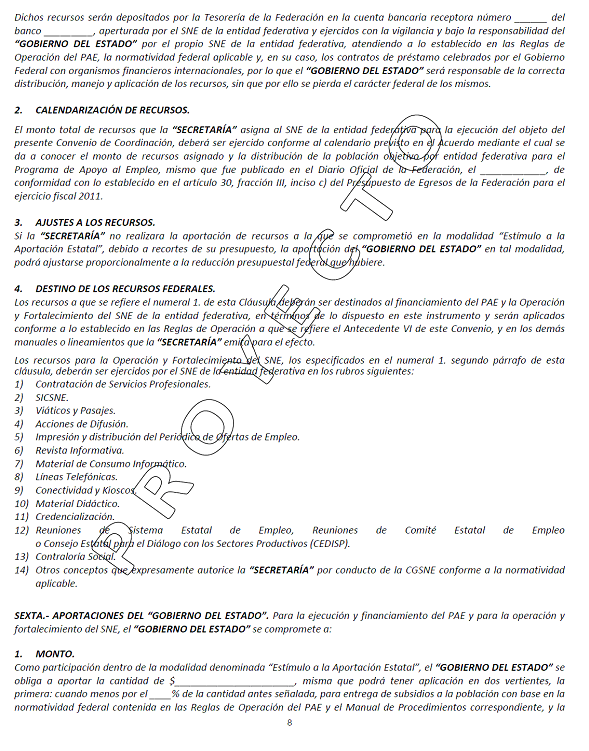 Dichos recursos serán depositados por la Tesorería de la Federación en la cuenta bancaria receptora número ______ del
banco _________, aperturada por el SNE de la entidad federativa y ejercidos con la vigilancia y bajo la responsabilidad del
“GOBIERNO DEL ESTADO” por el propio SNE de la entidad federativa, atendiendo a lo establecido en las Reglas de
Operación del PAE, la normatividad federal aplicable y, en su caso, los contratos de préstamo celebrados por el Gobierno
Federal con organismos financieros internacionales, por lo que el “GOBIERNO DEL ESTADO” será responsable de la correcta
distribución, manejo y aplicación de los recursos, sin que por ello se pierda el carácter federal de los mismos.
2. CALENDARIZACIÓN DE RECURSOS.
El monto total de recursos que la “SECRETARÍA” asigna al SNE de la entidad federativa para la ejecución del objeto del
presente Convenio de Coordinación, deberá ser ejercido conforme al calendario previsto en el Acuerdo mediante el cual se
da a conocer el monto de recursos asignado y la distribución de la población objetivo por entidad federativa para el
Programa de Apoyo al Empleo, mismo que fue publicado en el Diario Oficial de la Federación, el _____________, de
conformidad con lo establecido en el artículo 30, fracción III, inciso c) del Presupuesto de Egresos de la Federación para el
ejercicio fiscal 2011.
3. AJUSTES A LOS RECURSOS.
Si la “SECRETARÍA” no realizara la aportación de recursos a la que se comprometió en la modalidad “Estímulo a la
Aportación Estatal”, debido a recortes de su presupuesto, la aportación del “GOBIERNO DEL ESTADO” en tal modalidad,
podrá ajustarse proporcionalmente a la reducción presupuestal federal que hubiere.
4. DESTINO DE LOS RECURSOS FEDERALES.
Los recursos a que se refiere el numeral 1. de esta Cláusula deberán ser destinados al financiamiento del PAE y la Operación
y Fortalecimiento del SNE de la entidad federativa, en términos de lo dispuesto en este instrumento y serán aplicados
conforme a lo establecido en las Reglas de Operación a que se refiere el Antecedente VI de este Convenio, y en los demás
manuales o lineamientos que la “SECRETARÍA” emita para el efecto.
Los recursos para la Operación y Fortalecimiento del SNE, los especificados en el numeral 1. segundo párrafo de esta
cláusula, deberán ser ejercidos por el SNE de la entidad federativa en los rubros siguientes:
1) Contratación de Servicios Profesionales.
2) SICSNE.
3) Viáticos y Pasajes.
4) Acciones de Difusión.
5) Impresión y distribución del Periódico de Ofertas de Empleo.
6) Revista Informativa.
7) Material de Consumo Informático.
8) Líneas Telefónicas.
9) Conectividad y Kioscos.
10) Material Didáctico.
11) Credencialización.
12) Reuniones de Sistema Estatal de Empleo, Reuniones de Comité Estatal de Empleo
o Consejo Estatal para el Diálogo con los Sectores Productivos (CEDISP).
13) Contraloría Social.
14) Otros conceptos que expresamente autorice la “SECRETARÍA” por conducto de la CGSNE conforme a la normatividad
aplicable.
SEXTA.- APORTACIONES DEL “GOBIERNO DEL ESTADO”. Para la ejecución y financiamiento del PAE y para la operación y
fortalecimiento del SNE, el “GOBIERNO DEL ESTADO” se compromete a:
1. MONTO.
Como participación dentro de la modalidad denominada “Estímulo a la Aportación Estatal”, el “GOBIERNO DEL ESTADO” se
obliga a aportar la cantidad de $________________________, misma que podrá tener aplicación en dos vertientes, la
primera: cuando menos por el ____% de la cantidad antes señalada, para entrega de subsidios a la población con base en la
normatividad federal contenida en las Reglas de Operación del PAE y el Manual de Procedimientos correspondiente, y la
8
PROYECTO